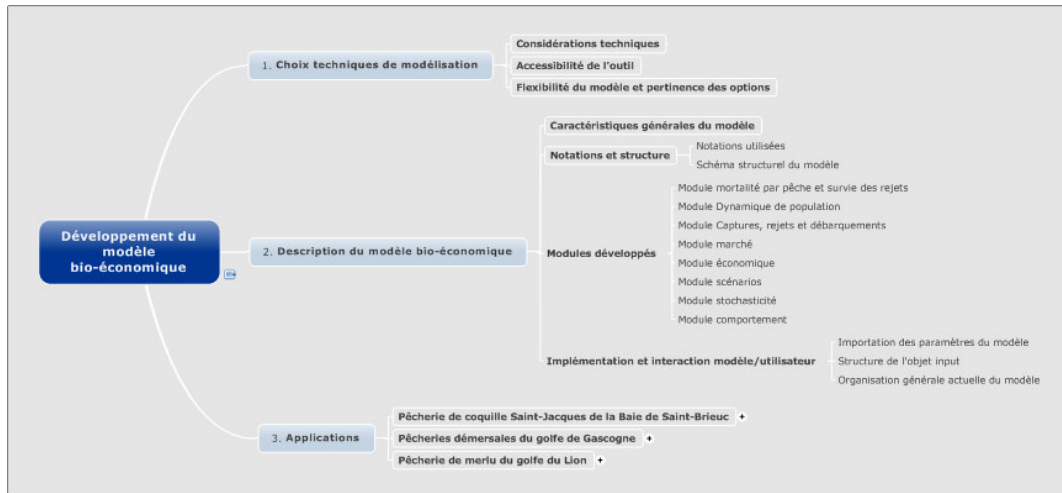 Développement du
modèle
bio-économique
1. Choix techniques de modélisation
Considérations techniques
Accessibilité de l'outil
Flexibilité du modèle et pertinence des options
2. Description du modèle bio-économique
Caractéristiques générales du modèle
Notations et structure
Notations utilisées
Schéma structurel du modèle
Modules développés
Module mortalité par pêche et survie des rejets
Module Dynamique de population
Module Captures, rejets et débarquements
Module marché
Module économique
Module scénarios
Module stochasticité
Module comportement
Implémentation et interaction modèle/utilisateur
Importation des paramètres du modèle
Structure de l'objet input
Organisation générale actuelle du modèle
3. Applications
Pêcherie de coquille Saint-Jacques de la Baie de Saint-Brieuc
Pêcheries démersales du golfe de Gascogne
Pêcherie de merlu du golfe du Lion